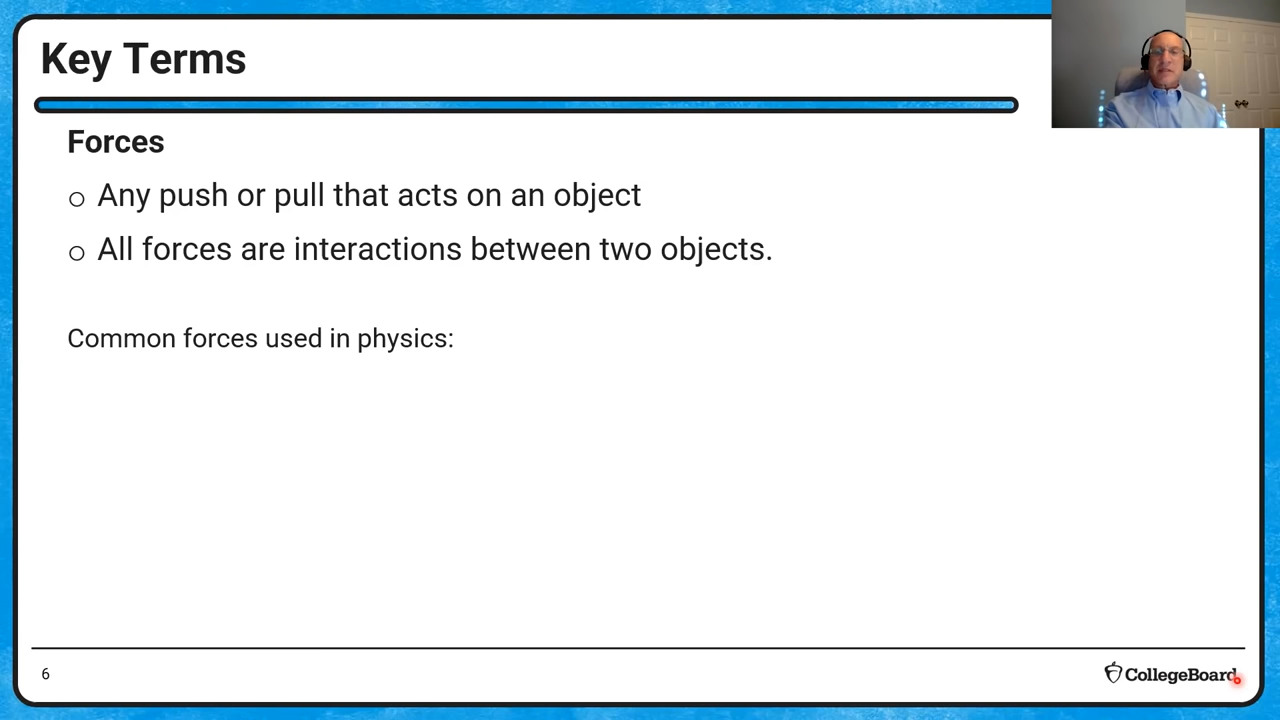 Key Terms
Forces
Any push or pull that acts on an object
All forces are interactions between two objects.
Common forces used in physics:
6
CollegeBoard